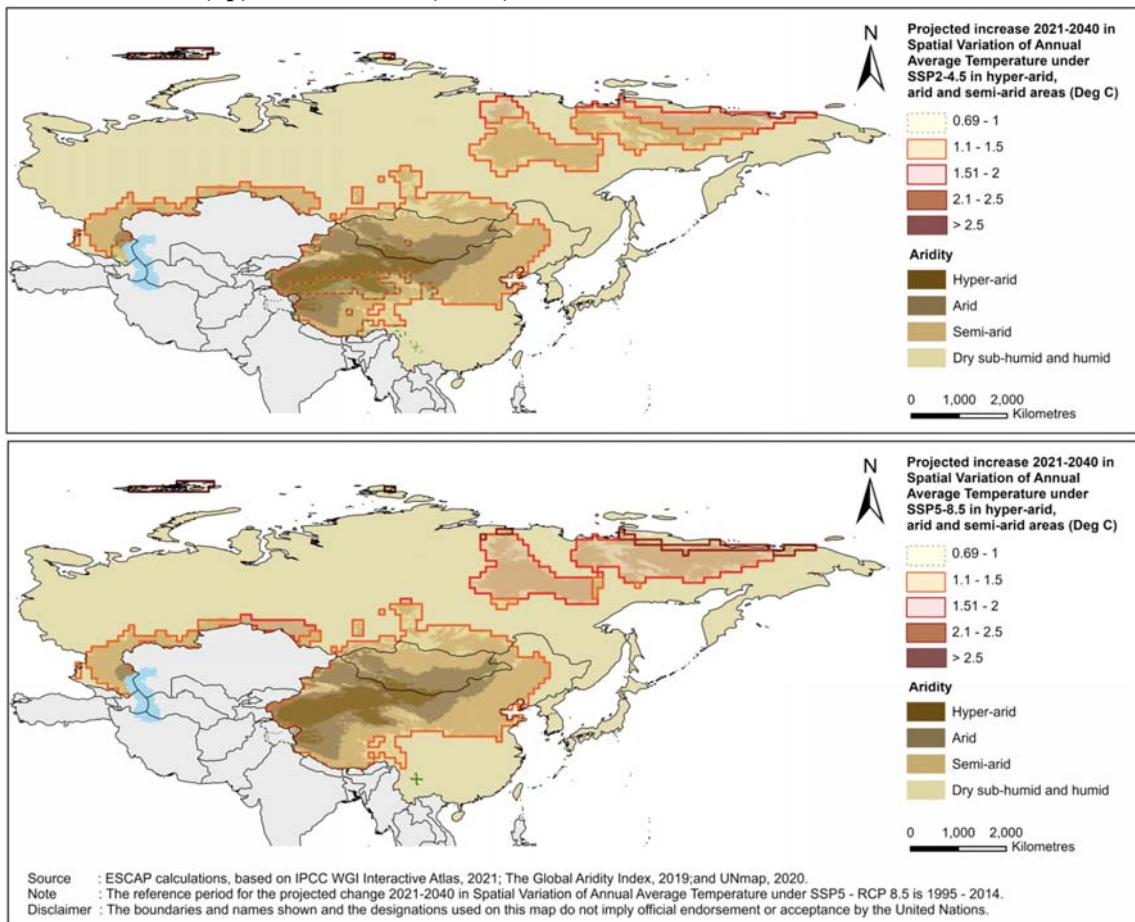 Projected increase 2021-2040 in
Spatial Variation of Annual
Average Temperature under
SSP2-4.5 in hyper-arid,
arid and semi-arid areas (Deg C)
N
0.69 - 1
1.1 - 1.5
1.51 - 2
2.1 - 2.5
> 2.5
Aridity
Hyper-arid
Arid
Semi-arid
Dry sub-humid and humid
0 1,000 2,000
Kilometres
Projected increase 2021-2040 in
Spatial Variation of Annual
Average Temperature under
SSP5-8.5 in hyper-arid,
arid and semi-arid areas (Deg C)
N
0.69 - 1
1.1 - 1.5
1.51 - 2
2.1 - 2.5
> 2.5
Aridity
Hyper-arid
Arid
Semi-arid
Dry sub-humid and humid
0 1,000 2,000
Kilometres
Source : ESCAP calculations, based on IPCC WGI Interactive Atlas, 2021; The Global Aridity Index, 2019;and UNmap, 2020.
Note : The reference period for the projected change 2021-2040 in Spatial Variation of Annual Average Temperature under SSP5 - RCP 8.5 is 1995 - 2014.
Disclaimer : The boundaries and names shown and the designations used on this map do not imply official endorsement or acceptance by the United Nations.